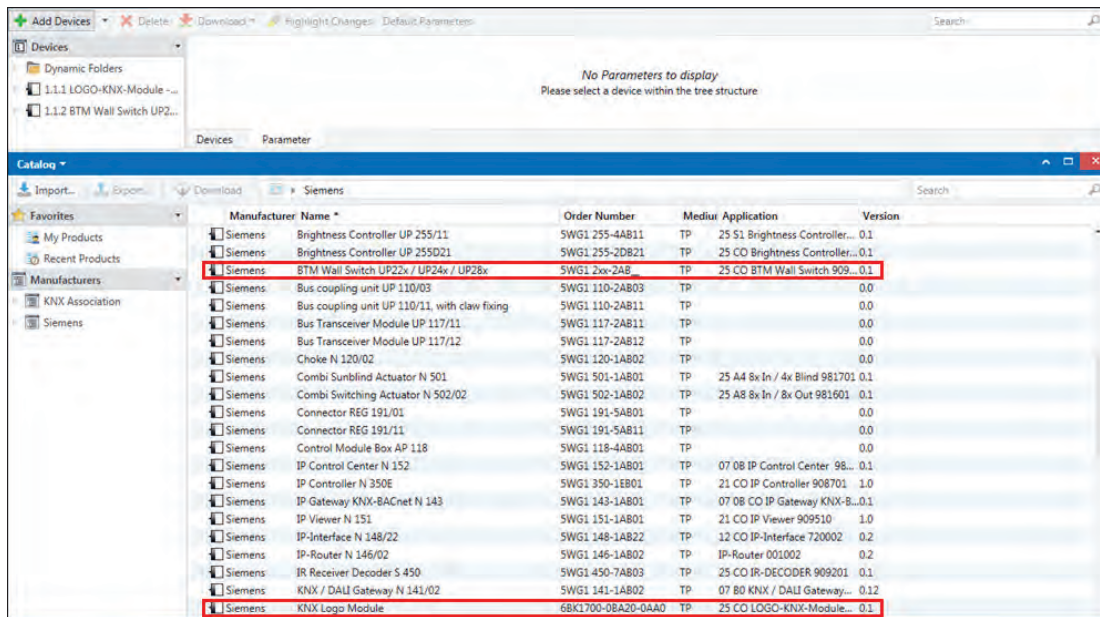 Add Devices Delete Download Highlight Changes Default Parameters Search
Devices
Dynamic Folders
1.1.1 LOGO-KNX-Module -...
1.1.2 BTM Wall Switch UP2...
No Parameters to display
Please select a device within the tree structure
Devices Parameter
Catalog
Import... Export... Download Siemens Search
Favorites
My Products
Recent Products
Manufacturers
KNX Association
Siemens
Manufacturer Name Order Number Mediur Application Version
Siemens Brightness Controller UP 255/11 5WG1 255-4AB11 TP 25 S1 Brightness Controller... 0.1
Siemens Brightness Controller UP 255D21 5WG1 255-2DB21 TP 25 CO Brightness Controller... 0.1
Siemens BTM Wall Switch UP22x / UP24x / UP28x 5WG1 2xx-2AB__ TP 25 CO BTM Wall Switch 909... 0.1
Siemens Bus coupling unit UP 110/03 5WG1 110-2AB03 TP 0.0
Siemens Bus coupling unit UP 110/11, with claw fixing 5WG1 110-2AB11 TP 0.0
Siemens Bus Transceiver Module UP 117/11 5WG1 117-2AB11 TP 0.0
Siemens Bus Transceiver Module UP 117/12 5WG1 117-2AB12 TP 0.0
Siemens Choke N 120/02 5WG1 120-1AB02 TP 0.0
Siemens Combi Sunblind Actuator N 501 5WG1 501-1AB01 TP 25 A4 8x In / 4x Blind 981701 0.1
Siemens Combi Switching Actuator N 502/02 5WG1 502-1AB02 TP 25 A8 8x In / 8x Out 981601 0.1
Siemens Connector REG 191/01 5WG1 191-5AB01 TP 0.0
Siemens Connector REG 191/11 5WG1 191-5AB11 TP 0.0
Siemens Control Module Box AP 118 5WG1 118-4AB01 TP 0.0
Siemens IP Control Center N 152 5WG1 152-1AB01 TP 07 0B IP Control Center 98... 0.1
Siemens IP Controller N 350E 5WG1 350-1EB01 TP 21 CO IP Controller 908701 1.0
Siemens IP Gateway KNX-BACnet N 143 5WG1 143-1AB01 TP 07 0B CO IP Gateway KNX-B... 0.1
Siemens IP Viewer N 151 5WG1 151-1AB01 TP 21 CO IP Viewer 909510 1.0
Siemens IP-Interface N 148/22 5WG1 148-1AB22 TP 12 CO IP-Interface 720002 0.2
Siemens IP-Router N 146/02 5WG1 146-1AB02 TP IP-Router 001002 0.2
Siemens IR Receiver Decoder S 450 5WG1 450-7AB03 TP 25 CO IR-DECODER 909201 0.1
Siemens KNX / DALI Gateway N 141/02 5WG1 141-1AB02 TP 07 B0 KNX / DALI Gateway... 0.12
Siemens KNX Logo Module 6BK1700-0BA20-0AA0 TP 25 CO LOGO-KNX-Module... 0.1